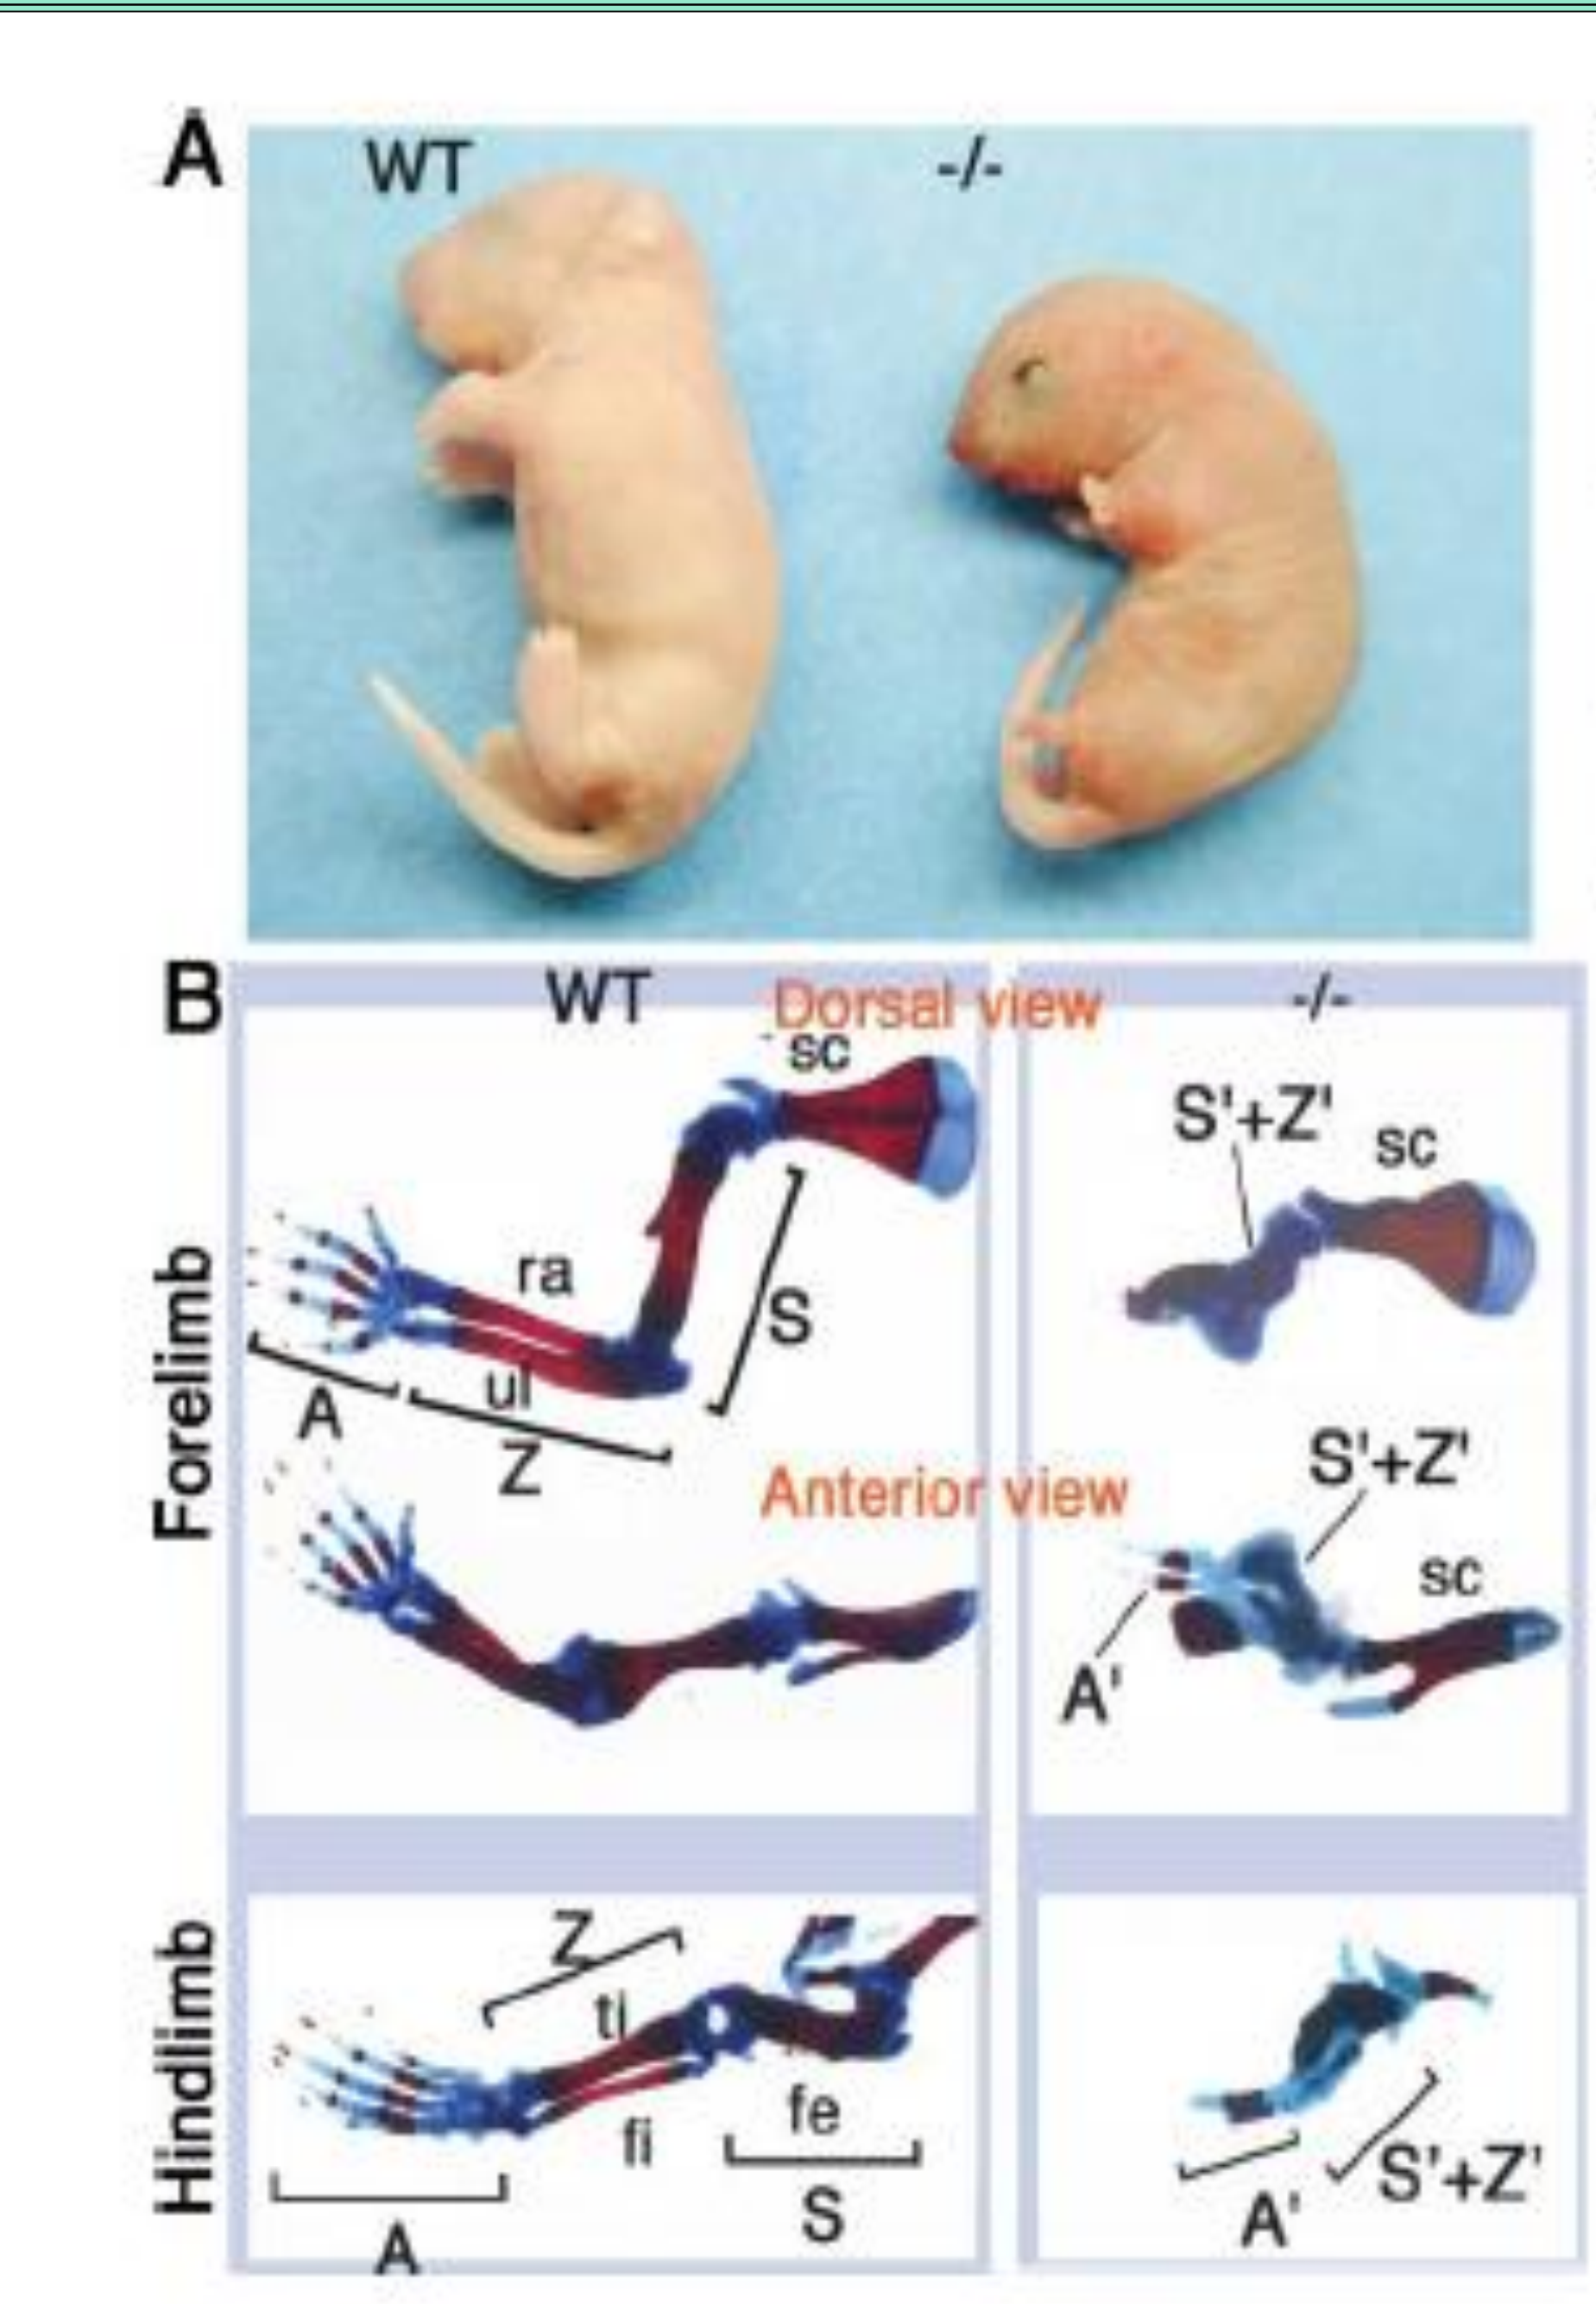 A
WT -/-
B
WT Dorsal view -/-
sc
S'+Z' sc
ra
S
ul
A
Z
Forelimb
Anterior view
S'+Z'
sc
A'
Hindlimb
Z
ti
fe
fi
S
A
S'+Z'
A'